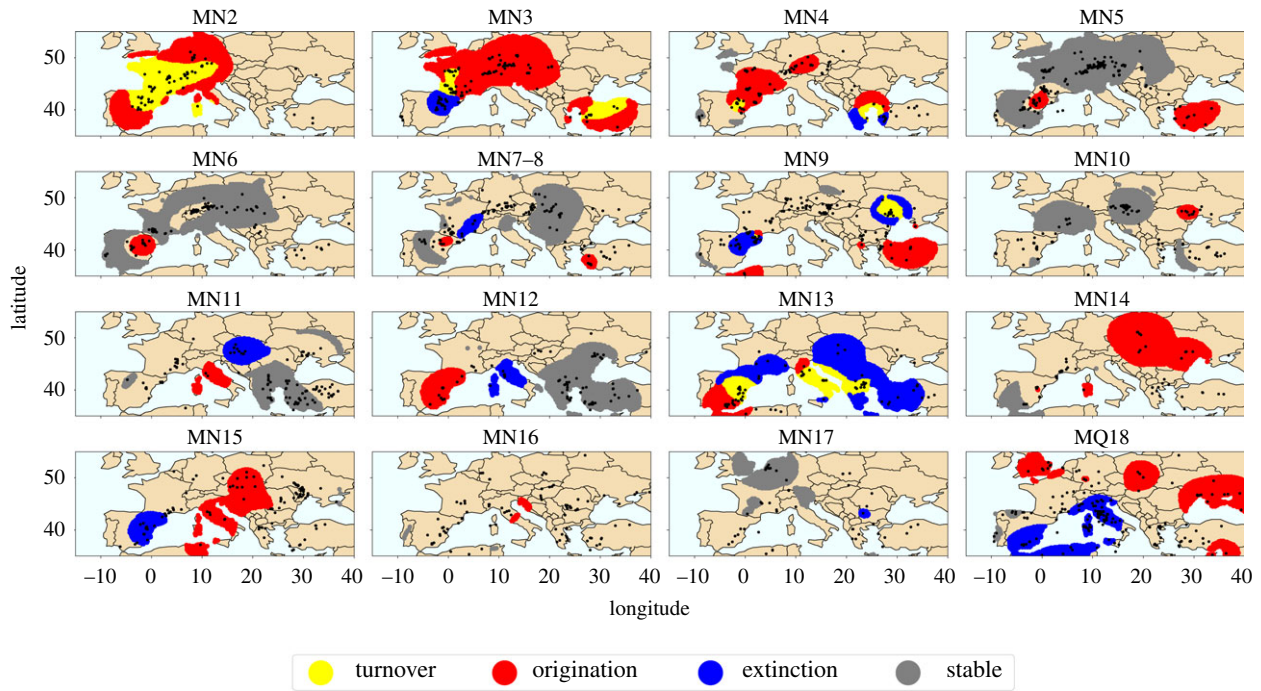 MN2 MN3 MN4 MN5
50
40
MN6 MN7–8 MN9 MN10
50
40
latitude
MN11 MN12 MN13 MN14
50
40
MN15 MN16 MN17 MQ18
50
40
−10 0 10 20 30 40 −10 0 10 20 30 40 −10 0 10 20 30 40 −10 0 10 20 30 40
longitude
turnover origination extinction stable